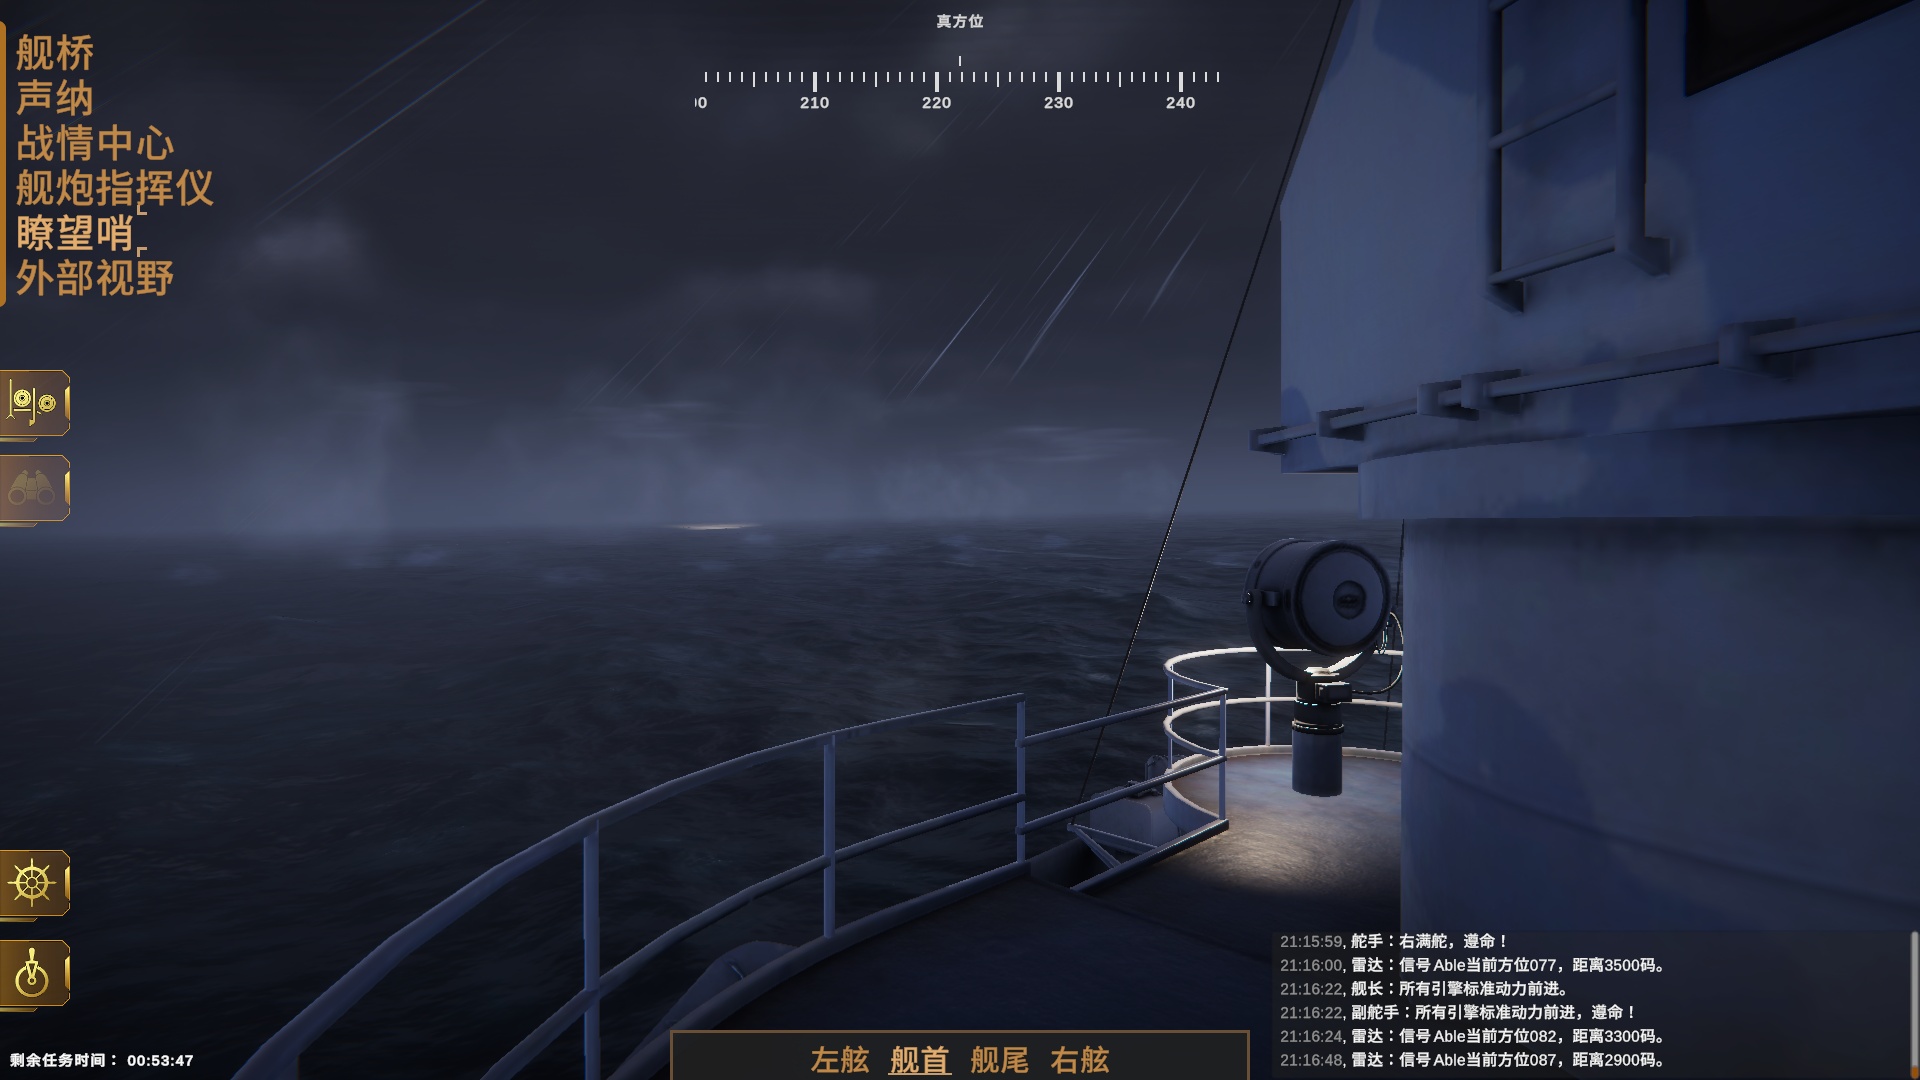 真方位
210 220 230 240
舰桥
声纳
战情中心
舰炮指挥仪
瞭望哨
外部视野
21:15:59, 舵手：右满舵，遵命！
21:16:00, 雷达：信号Able当前方位077，距离3500码。
21:16:22, 舰长：所有引擎标准动力前进。
21:16:22, 副舵手：所有引擎标准动力前进，遵命！
21:16:24, 雷达：信号Able当前方位082，距离3300码。
21:16:48, 雷达：信号Able当前方位087，距离2900码。
剩余任务时间： 00:53:47
左舷 舰首 舰尾 右舷